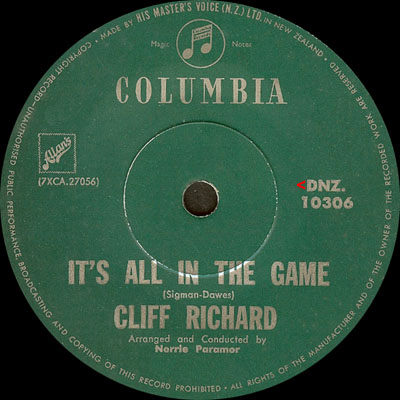 MADE BY HIS MASTER'S VOICE (N.Z.) LTD. IN NEW ZEALAND
ALL RIGHTS OF THE MANUFACTURER AND OF THE OWNER OF THE RECORDED WORK ARE RESERVED
COPYRIGHT RECORD—UNAUTHORISED PUBLIC PERFORMANCE, BROADCASTING AND COPYING OF THIS RECORD PROHIBITED
Magic Notes
COLUMBIA
Allan's
(7XCA.27056)
<DNZ.
10306
IT'S ALL IN THE GAME
(Sigman-Dawes)
CLIFF RICHARD
Arranged and Conducted by
Norrie Paramor